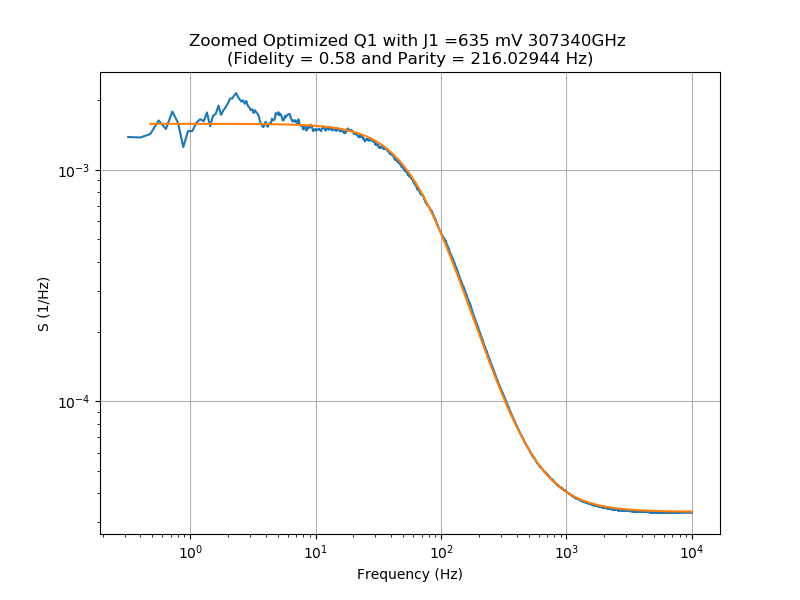 Zoomed Optimized Q1 with J1 =635 mV 307340GHz
(Fidelity = 0.58 and Parity = 216.02944 Hz)
S (1/Hz)
10⁻³
10⁻⁴
10⁰ 10¹ 10² 10³ 10⁴
Frequency (Hz)